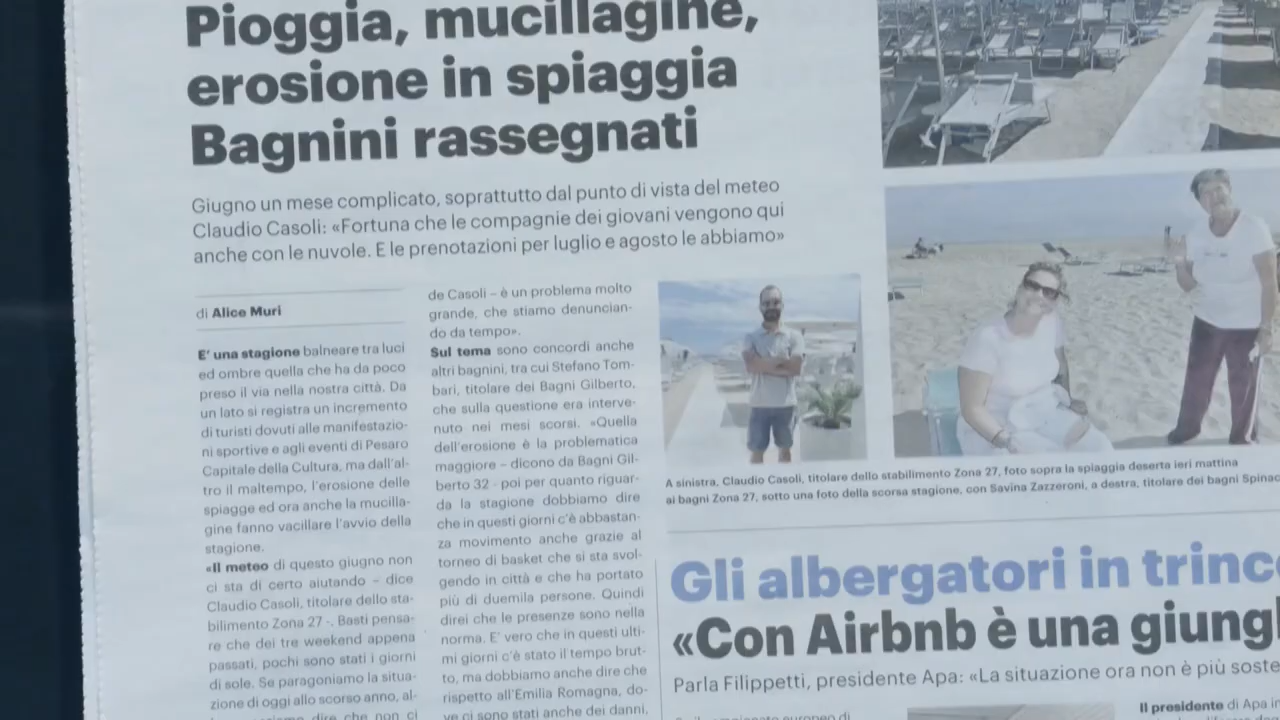 Pioggia, mucillagine,
erosione in spiaggia
Bagnini rassegnati
Giugno un mese complicato, soprattutto dal punto di vista del meteo
Claudio Casoli: «Fortuna che le compagnie dei giovani vengono qui
anche con le nuvole. E le prenotazioni per luglio e agosto le abbiamo»
di Alice Muri
E' una stagione balneare tra luci
ed ombre quella che ha da poco
preso il via nella nostra città. Da
un lato si registra un incremento
di turisti dovuti alle manifestazio-
ni sportive e agli eventi di Pesaro
Capitale della Cultura, ma dall'al-
tro il maltempo, l'erosione delle
spiagge ed ora anche la mucilla-
gine fanno vacillare l'avvio della
stagione.
«Il meteo di questo giugno non
ci sta di certo aiutando – dice
Claudio Casoli, titolare dello sta-
bilimento Zona 27 -. Basti pensa-
re che dei tre weekend appena
passati, pochi sono stati i giorni
di sole. Se paragoniamo la situa-
zione di oggi allo scorso anno, al-
dire che non ci
de Casoli – è un problema molto
grande, che stiamo denuncian-
do da tempo».
Sul tema sono concordi anche
altri bagnini, tra cui Stefano Tom-
bari, titolare dei Bagni Gilberto,
che sulla questione era interve-
nuto nei mesi scorsi. «Quella
dell'erosione è la problematica
maggiore – dicono da Bagni Gil-
berto 32 - poi per quanto riguar-
da la stagione dobbiamo dire
che in questi giorni c'è abbastan-
za movimento anche grazie al
torneo di basket che si sta svol-
gendo in città e che ha portato
più di duemila persone. Quindi
direi che le presenze sono nella
norma. E' vero che in questi ulti-
mi giorni c'è stato il tempo brut-
to, ma dobbiamo anche dire che
rispetto all'Emilia Romagna, do-
ve ci sono stati anche dei danni,
A sinistra, Claudio Casoli, titolare dello stabilimento Zona 27, foto sopra la spiaggia deserta ieri mattina
ai bagni Zona 27, sotto una foto della scorsa stagione, con Savina Zazzeroni, a destra, titolare dei bagni Spinac
Gli albergatori in trince
«Con Airbnb è una giungl
Parla Filippetti, presidente Apa: «La situazione ora non è più soste
Il presidente di Apa